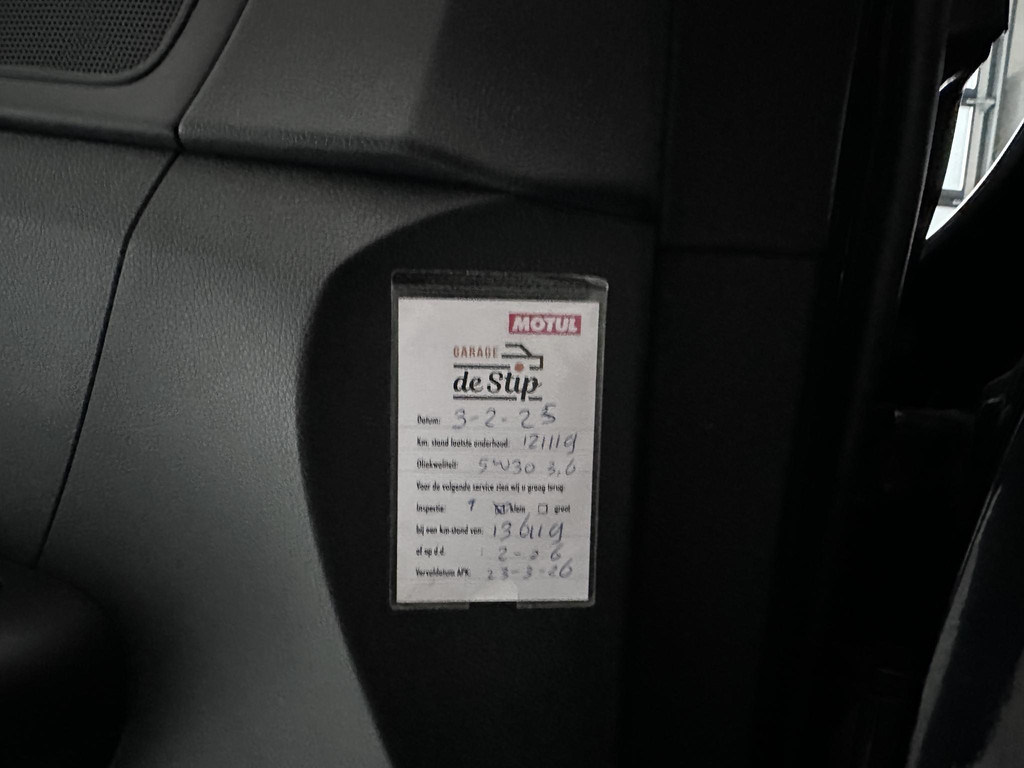 MOTUL
GARAGE
de Stip
Datum: 3-2-25
Km. stand laatste onderhoud: 121119
Oliekwaliteit: 5W30 3,6
Voor de volgende service zien wij u graag terug
Inspectie: 1 klein groot
bij een km-stand van: 136119
of op d.d. 2-26
Vervaldatum APK: 23-3-26